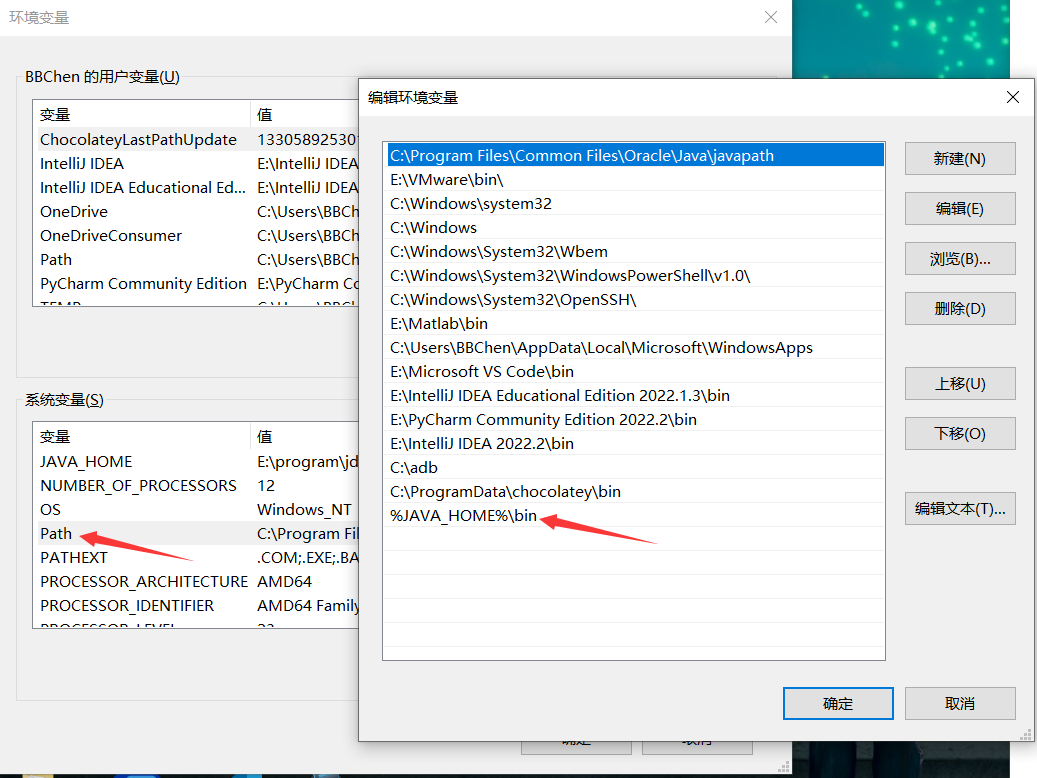 环境变量
BBChen 的用户变量(U)
变量 值
ChocolateyLastPathUpdate 13305892530
IntelliJ IDEA E:\IntelliJ IDEA
IntelliJ IDEA Educational Ed... E:\IntelliJ IDEA
OneDrive C:\Users\BBCh
OneDriveConsumer C:\Users\BBCh
Path C:\Users\BBCh
PyCharm Community Edition E:\PyCharm Co
系统变量(S)
变量 值
JAVA_HOME E:\program\jd
NUMBER_OF_PROCESSORS 12
OS Windows_NT
Path C:\Program Fil
PATHEXT .COM;.EXE;.BA
PROCESSOR_ARCHITECTURE AMD64
PROCESSOR_IDENTIFIER AMD64 Family
编辑环境变量
C:\Program Files\Common Files\Oracle\Java\javapath
E:\VMware\bin\
C:\Windows\system32
C:\Windows
C:\Windows\System32\Wbem
C:\Windows\System32\WindowsPowerShell\v1.0\
C:\Windows\System32\OpenSSH\
E:\Matlab\bin
C:\Users\BBChen\AppData\Local\Microsoft\WindowsApps
E:\Microsoft VS Code\bin
E:\IntelliJ IDEA Educational Edition 2022.1.3\bin
E:\PyCharm Community Edition 2022.2\bin
E:\IntelliJ IDEA 2022.2\bin
C:\adb
C:\ProgramData\chocolatey\bin
%JAVA_HOME%\bin
新建(N)
编辑(E)
浏览(B)...
删除(D)
上移(U)
下移(O)
编辑文本(T)...
确定
取消